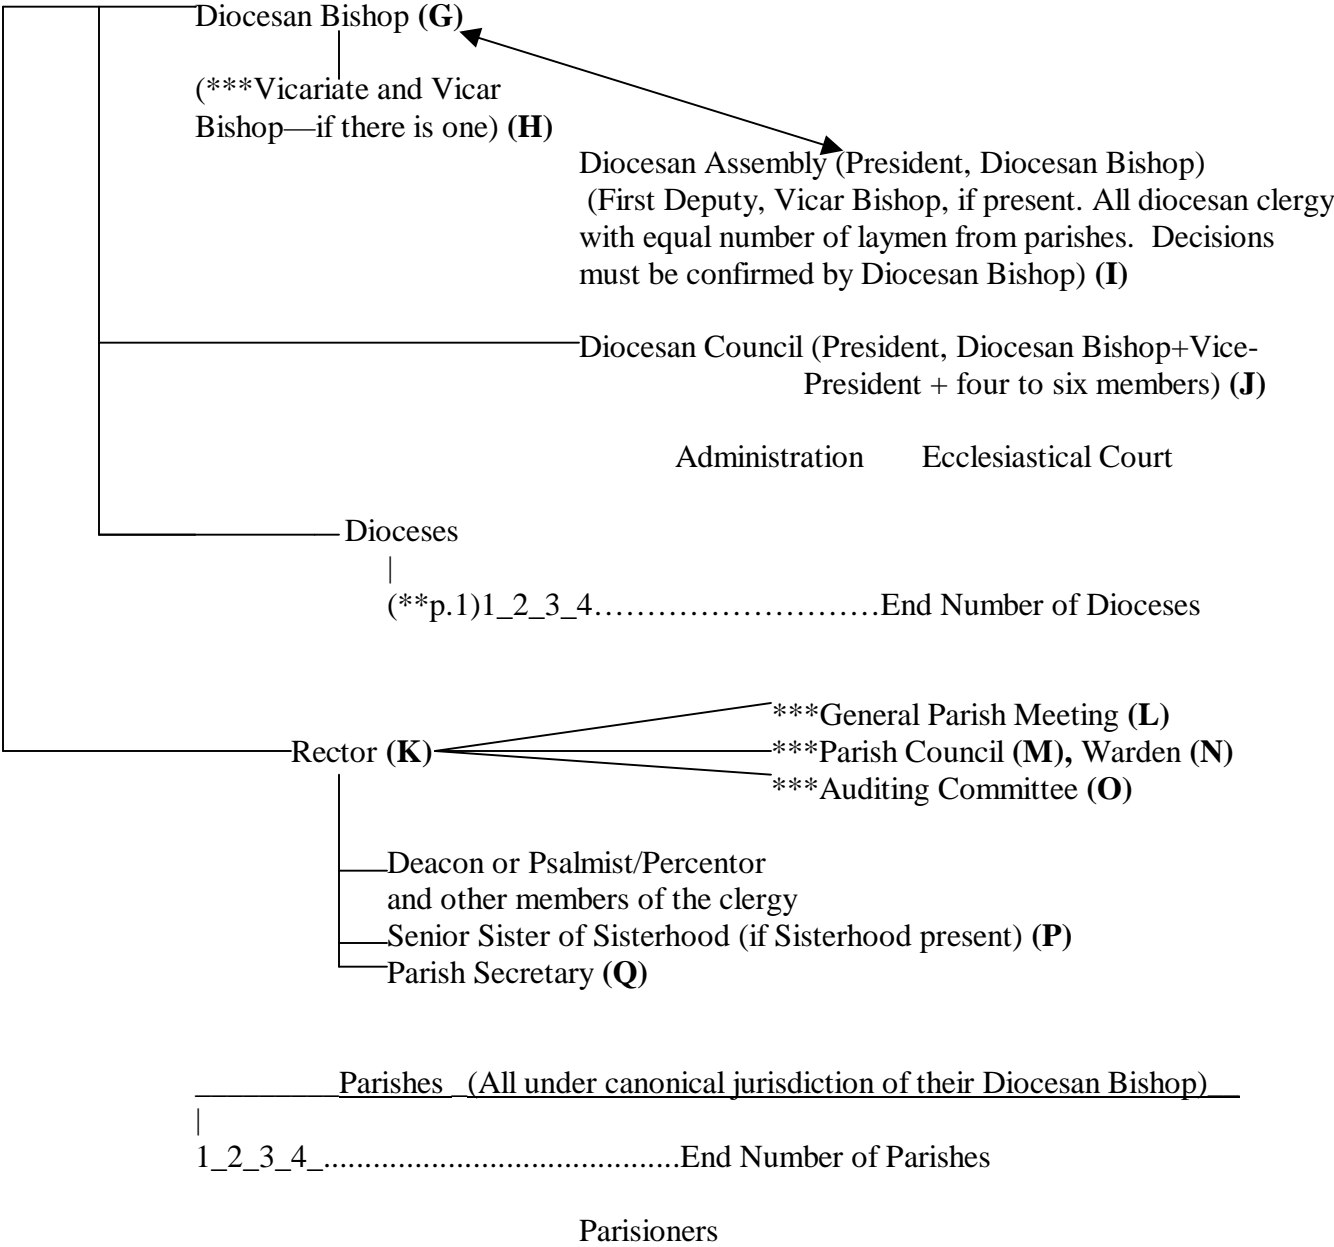 Diocesan Bishop (G)
(***Vicariate and Vicar
Bishop—if there is one) (H)
Diocesan Assembly (President, Diocesan Bishop)
(First Deputy, Vicar Bishop, if present. All diocesan clergy
with equal number of laymen from parishes.  Decisions
must be confirmed by Diocesan Bishop) (I)
Diocesan Council (President, Diocesan Bishop+Vice-
President + four to six members) (J)
Administration Ecclesiastical Court
Dioceses
|
(**p.1)1_2_3_4…………………………End Number of Dioceses
***General Parish Meeting (L)
Rector (K) ***Parish Council (M), Warden (N)
***Auditing Committee (O)
Deacon or Psalmist/Percentor
and other members of the clergy
Senior Sister of Sisterhood (if Sisterhood present) (P)
Parish Secretary (Q)
_________Parishes _(All under canonical jurisdiction of their Diocesan Bishop)__
|
1_2_3_4_............................................End Number of Parishes
Parisioners